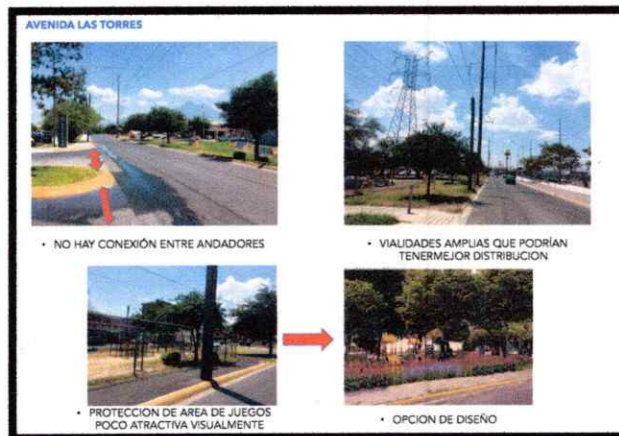 AVENIDA LAS TORRES
• NO HAY CONEXIÓN ENTRE ANDADORES
• VIALIDADES AMPLIAS QUE PODRÍAN
TENERMEJOR DISTRIBUCION
• PROTECCION DE AREA DE JUEGOS
POCO ATRACTIVA VISUALMENTE
• OPCION DE DISEÑO